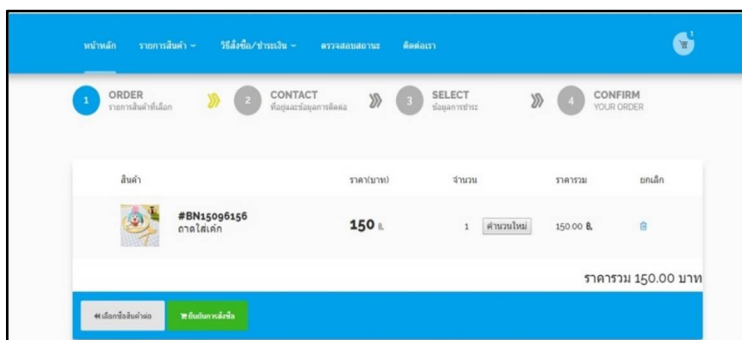 หน้าหลัก รายการสินค้า วิธีสั่งซื้อ/ชำระเงิน ตรวจสอบสถานะ ติดต่อเรา 1
1 ORDER 2 CONTACT 3 SELECT 4 CONFIRM
รายการสินค้าที่เลือก ที่อยู่และข้อมูลการติดต่อ ข้อมูลการชำระ YOUR ORDER
สินค้า ราคา(บาท) จำนวน ราคารวม ยกเลิก
#BN15096156
ถาดใส่เค้ก 150 ฿. 1 คำนวนใหม่ 150.00 ฿.
ราคารวม 150.00 บาท
เลือกซื้อสินค้าต่อ ยืนยันการสั่งซื้อ